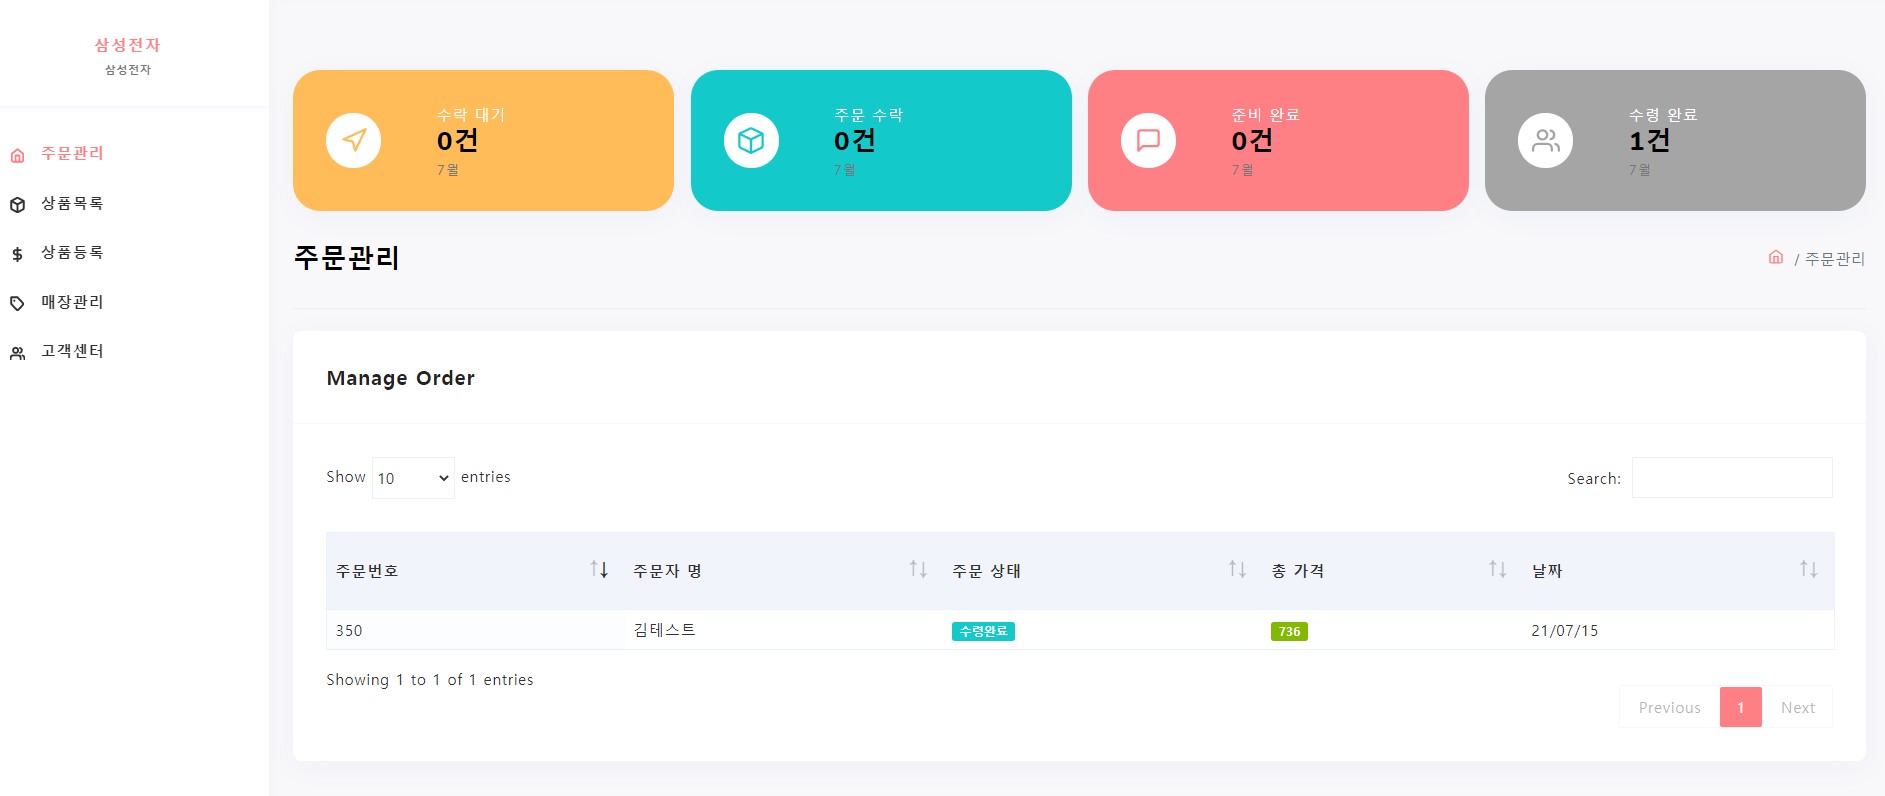 삼성전자
삼성전자
주문관리
상품목록
상품등록
매장관리
고객센터
수락 대기
0건
7월
주문 수락
0건
7월
준비 완료
0건
7월
수령 완료
1건
7월
주문관리
/ 주문관리
Manage Order
Show 10 entries
Search:
주문번호 주문자 명 주문 상태 총 가격 날짜
350 김테스트 수령완료 736 21/07/15
Showing 1 to 1 of 1 entries
Previous 1 Next